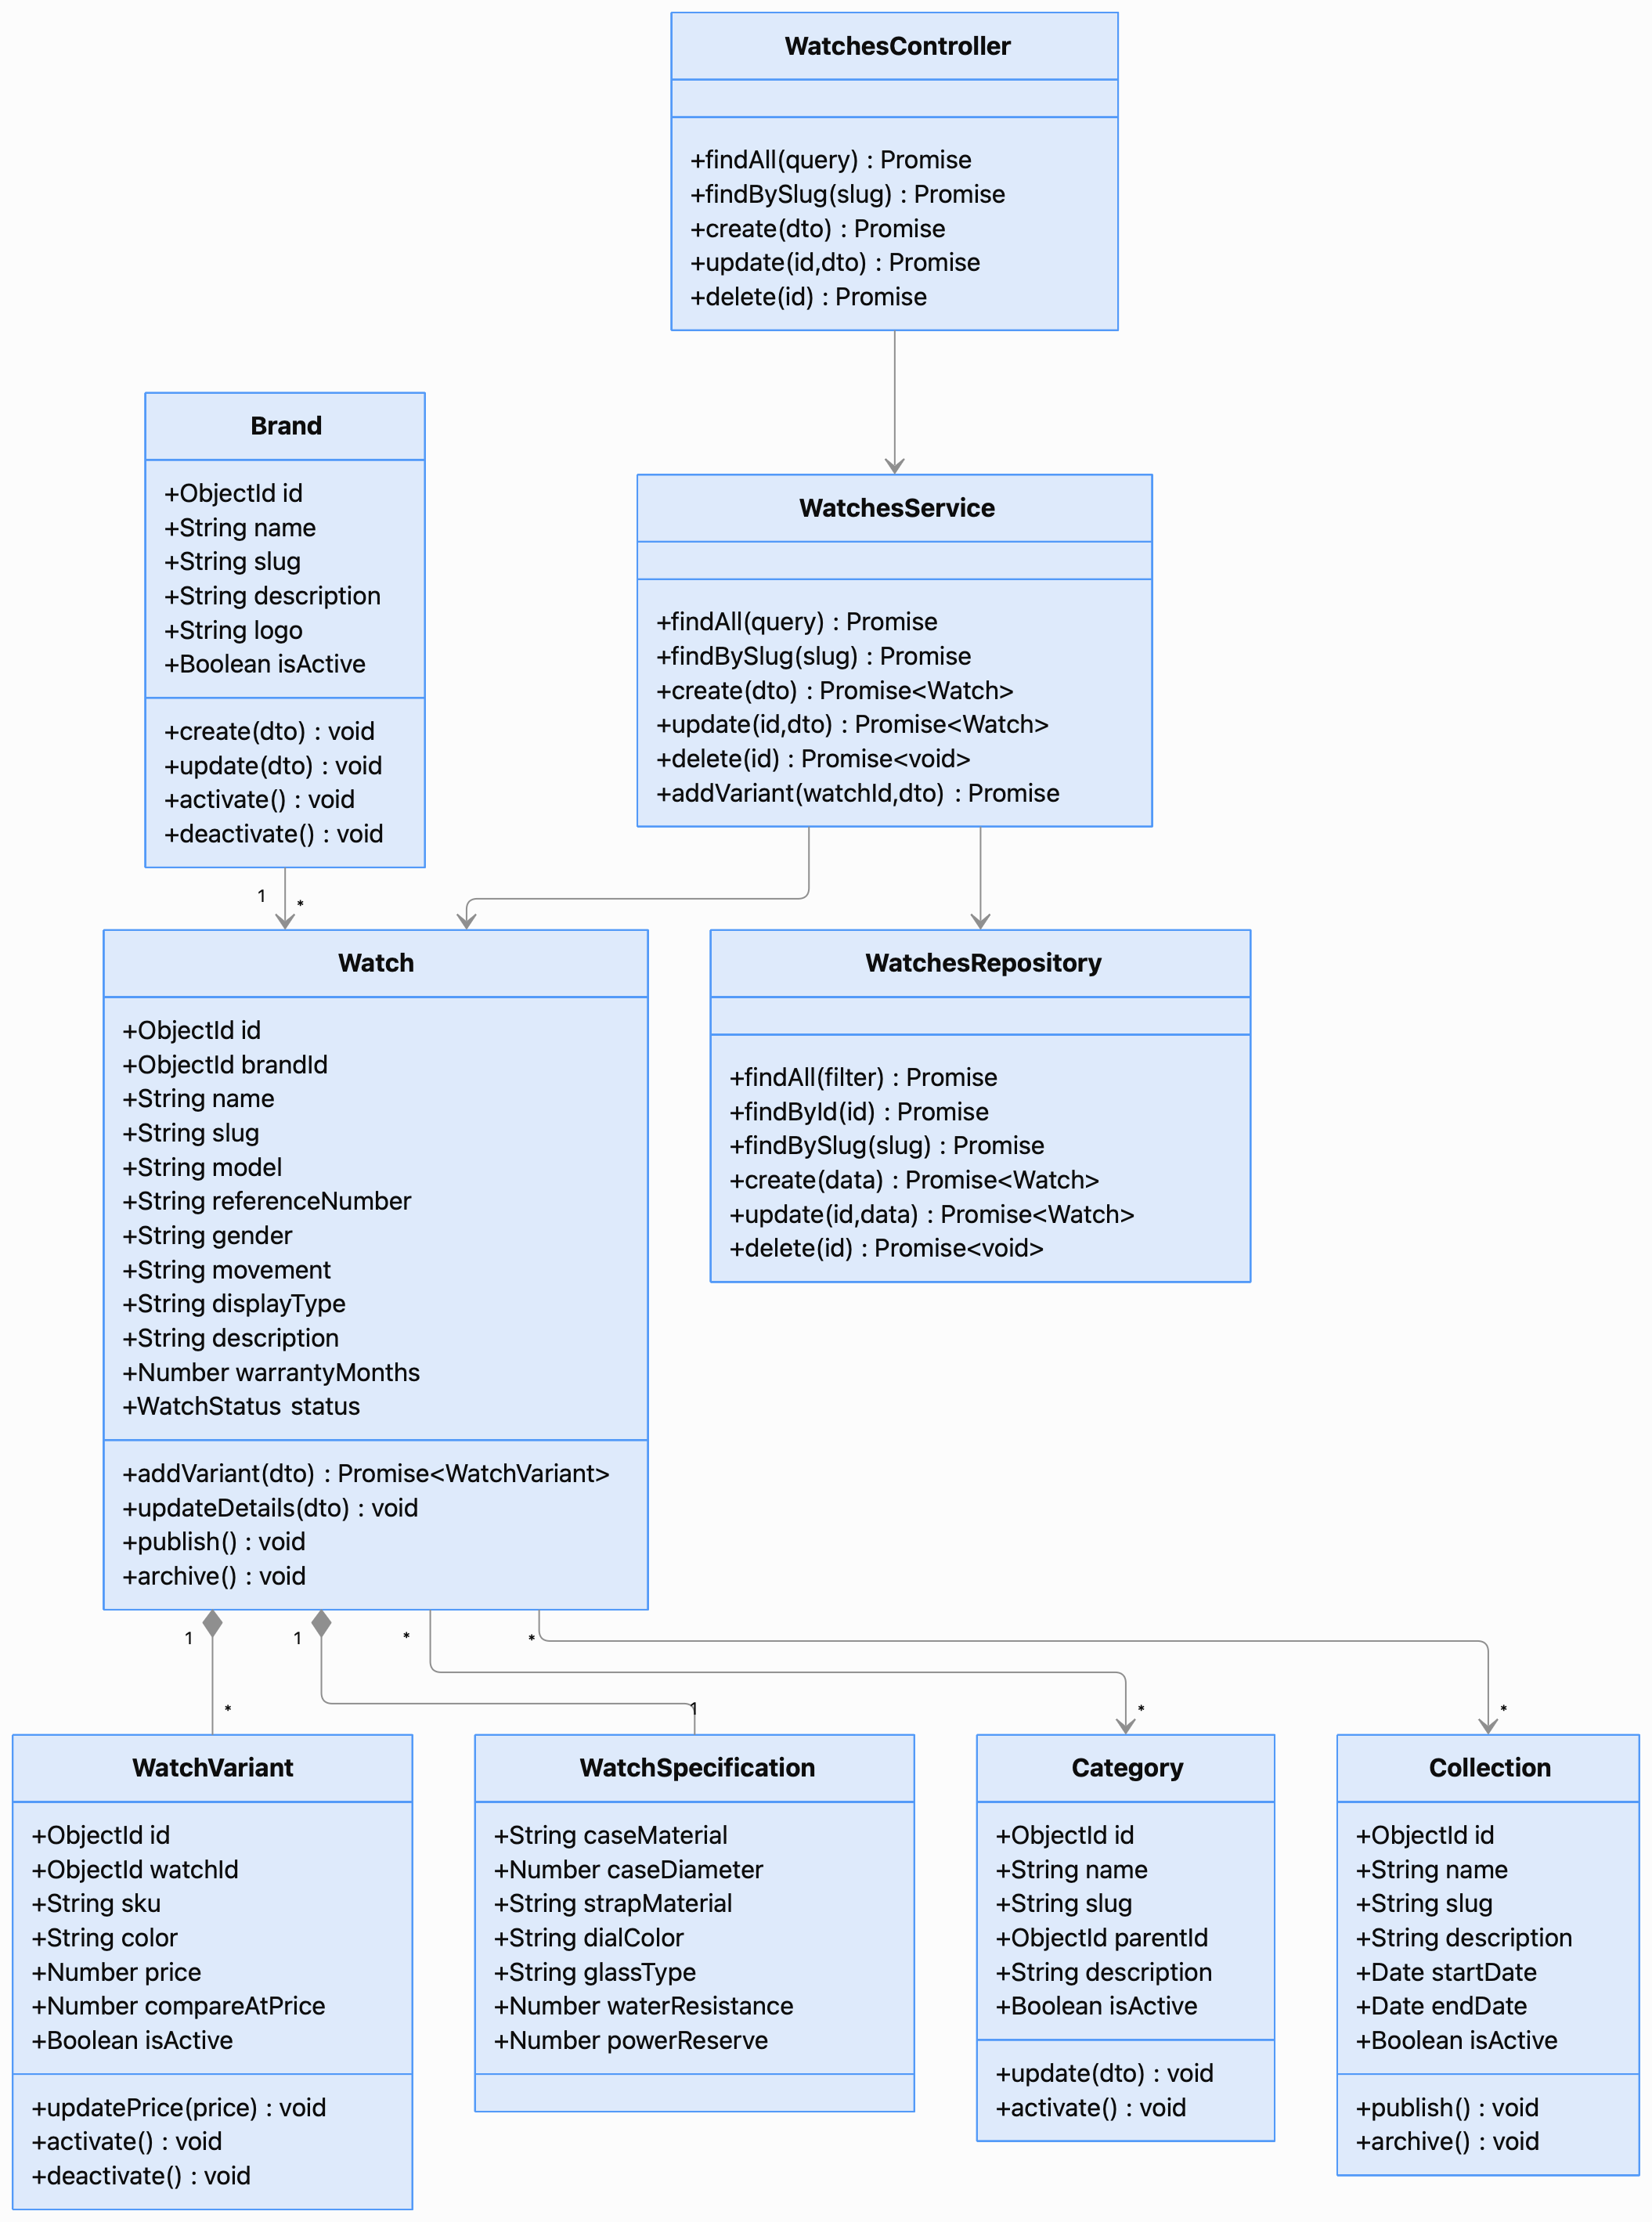 WatchesController
+findAll(query) : Promise
+findBySlug(slug) : Promise
+create(dto) : Promise
+update(id,dto) : Promise
+delete(id) : Promise
Brand
+ObjectId id
+String name
+String slug
+String description
+String logo
+Boolean isActive
+create(dto) : void
+update(dto) : void
+activate() : void
+deactivate() : void
WatchesService
+findAll(query) : Promise
+findBySlug(slug) : Promise
+create(dto) : Promise<Watch>
+update(id,dto) : Promise<Watch>
+delete(id) : Promise<void>
+addVariant(watchId,dto) : Promise
1
*
Watch
+ObjectId id
+ObjectId brandId
+String name
+String slug
+String model
+String referenceNumber
+String gender
+String movement
+String displayType
+String description
+Number warrantyMonths
+WatchStatus status
+addVariant(dto) : Promise<WatchVariant>
+updateDetails(dto) : void
+publish() : void
+archive() : void
WatchesRepository
+findAll(filter) : Promise
+findById(id) : Promise
+findBySlug(slug) : Promise
+create(data) : Promise<Watch>
+update(id,data) : Promise<Watch>
+delete(id) : Promise<void>
1
1
*
*
*
1
*
*
WatchVariant
+ObjectId id
+ObjectId watchId
+String sku
+String color
+Number price
+Number compareAtPrice
+Boolean isActive
+updatePrice(price) : void
+activate() : void
+deactivate() : void
WatchSpecification
+String caseMaterial
+Number caseDiameter
+String strapMaterial
+String dialColor
+String glassType
+Number waterResistance
+Number powerReserve
Category
+ObjectId id
+String name
+String slug
+ObjectId parentId
+String description
+Boolean isActive
+update(dto) : void
+activate() : void
Collection
+ObjectId id
+String name
+String slug
+String description
+Date startDate
+Date endDate
+Boolean isActive
+publish() : void
+archive() : void